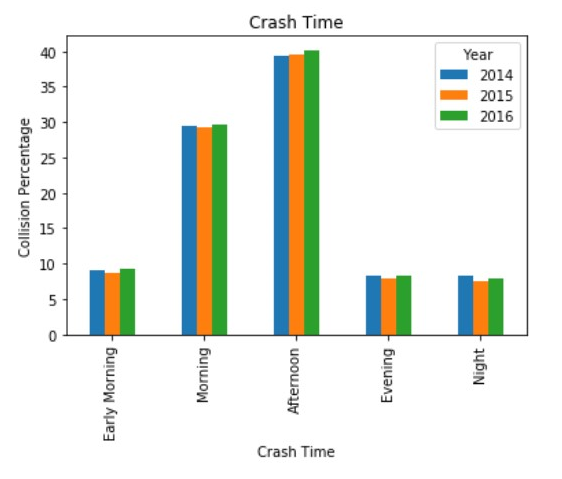 Crash Time
Year
2014
2015
2016
Collision Percentage
40
35
30
25
20
15
10
5
0
Early Morning
Morning
Afternoon
Evening
Night
Crash Time